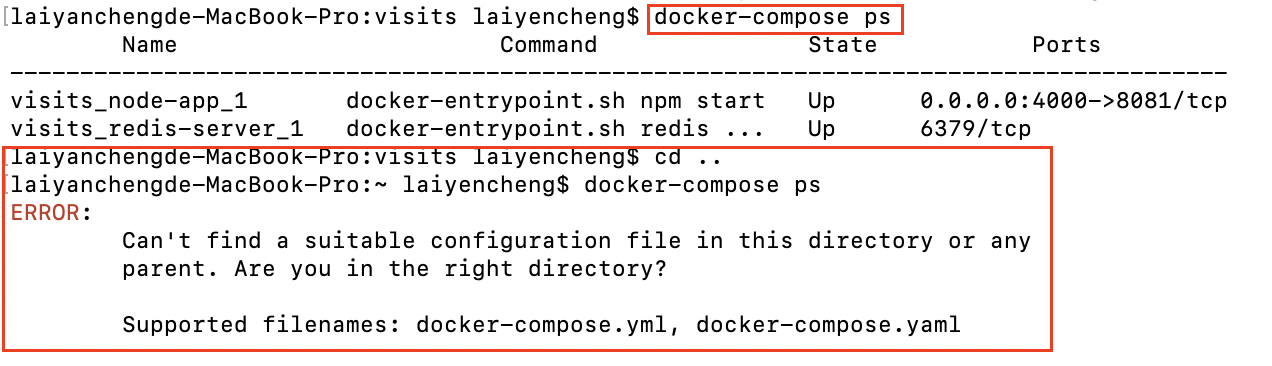 laiyanchengde-MacBook-Pro:visits laiyencheng$ docker-compose ps
Name Command State Ports
--------------------------------------------------------------------------------
visits_node-app_1 docker-entrypoint.sh npm start Up 0.0.0.0:4000->8081/tcp
visits_redis-server_1 docker-entrypoint.sh redis ... Up 6379/tcp
laiyanchengde-MacBook-Pro:visits laiyencheng$ cd ..
laiyanchengde-MacBook-Pro:~ laiyencheng$ docker-compose ps
ERROR:
Can't find a suitable configuration file in this directory or any
parent. Are you in the right directory?
Supported filenames: docker-compose.yml, docker-compose.yaml